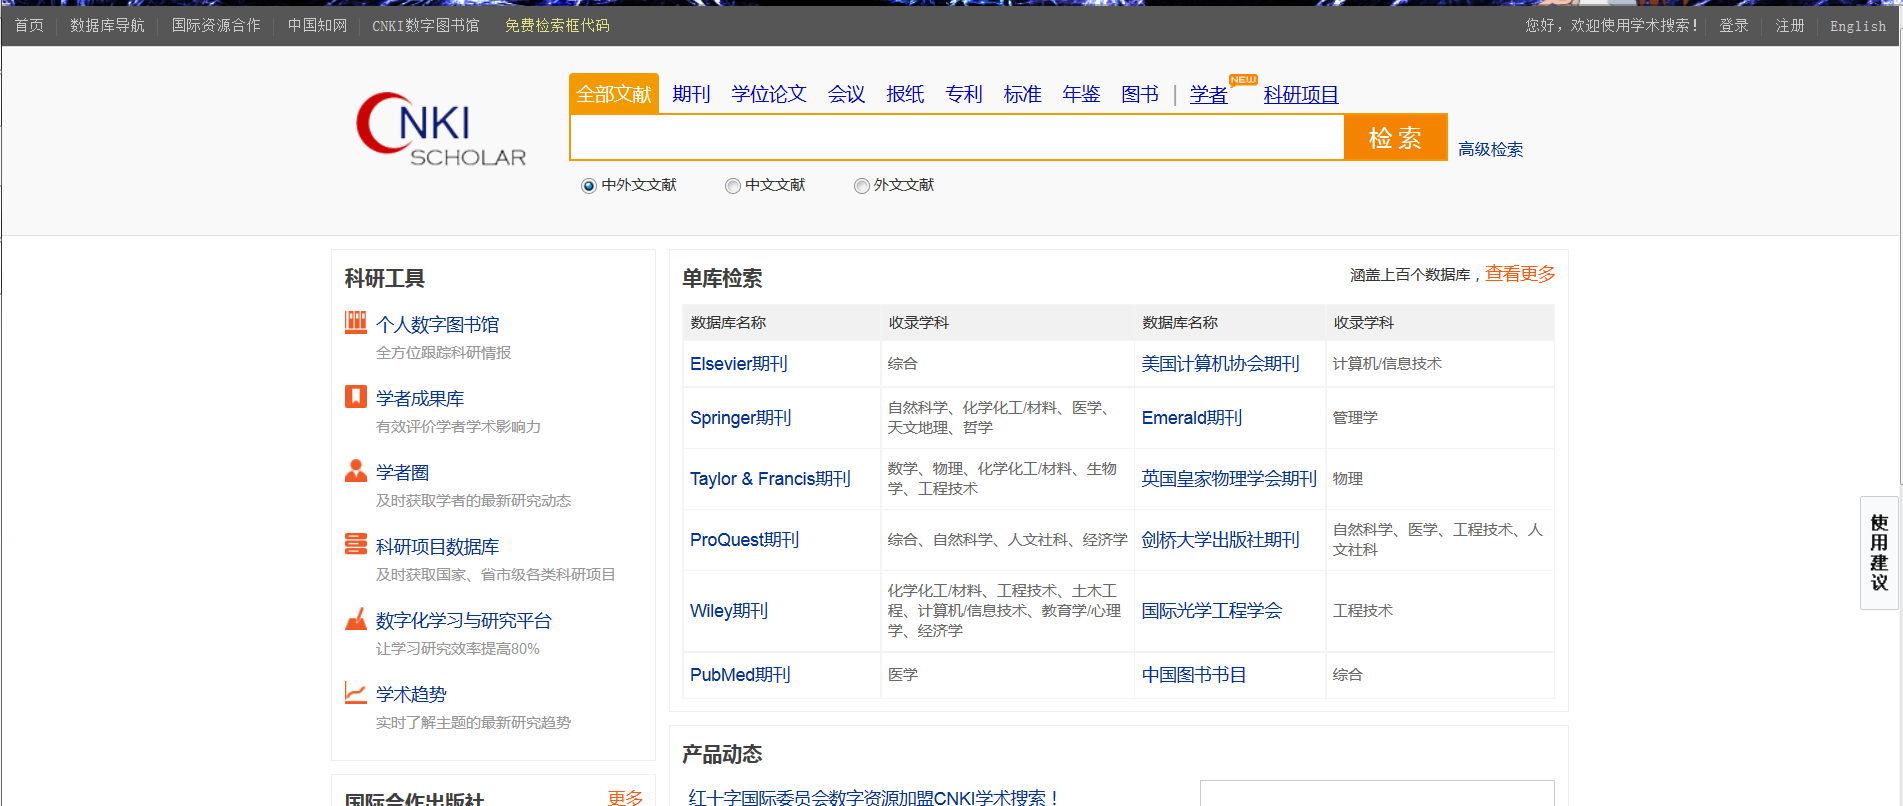 首页 数据库导航 国际资源合作 中国知网 CNKI数字图书馆 免费检索框代码 您好，欢迎使用学术搜索！ 登录 注册 English
全部文献 期刊 学位论文 会议 报纸 专利 标准 年鉴 图书 | 学者 NEW 科研项目
CNKI
SCHOLAR
检索 高级检索
中外文文献 中文文献 外文文献
科研工具
个人数字图书馆
全方位跟踪科研情报
学者成果库
有效评价学者学术影响力
学者圈
及时获取学者的最新研究动态
科研项目数据库
及时获取国家、省市级各类科研项目
数字化学习与研究平台
让学习研究效率提高80%
学术趋势
实时了解主题的最新研究趋势
国际合作出版社 更多
单库检索 涵盖上百个数据库，查看更多
数据库名称 收录学科 数据库名称 收录学科
Elsevier期刊 综合 美国计算机协会期刊 计算机/信息技术
Springer期刊 自然科学、化学化工/材料、医学、
天文地理、哲学
Emerald期刊 管理学
Taylor & Francis期刊 数学、物理、化学化工/材料、生物
学、工程技术
英国皇家物理学会期刊 物理
ProQuest期刊 综合、自然科学、人文社科、经济学 剑桥大学出版社期刊 自然科学、医学、工程技术、人
文社科
Wiley期刊 化学化工/材料、工程技术、土木工
程、计算机/信息技术、教育学/心理
学、经济学
国际光学工程学会 工程技术
PubMed期刊 医学 中国图书书目 综合
产品动态
红十字国际委员会数字资源加盟CNKI学术搜索！
使用建议